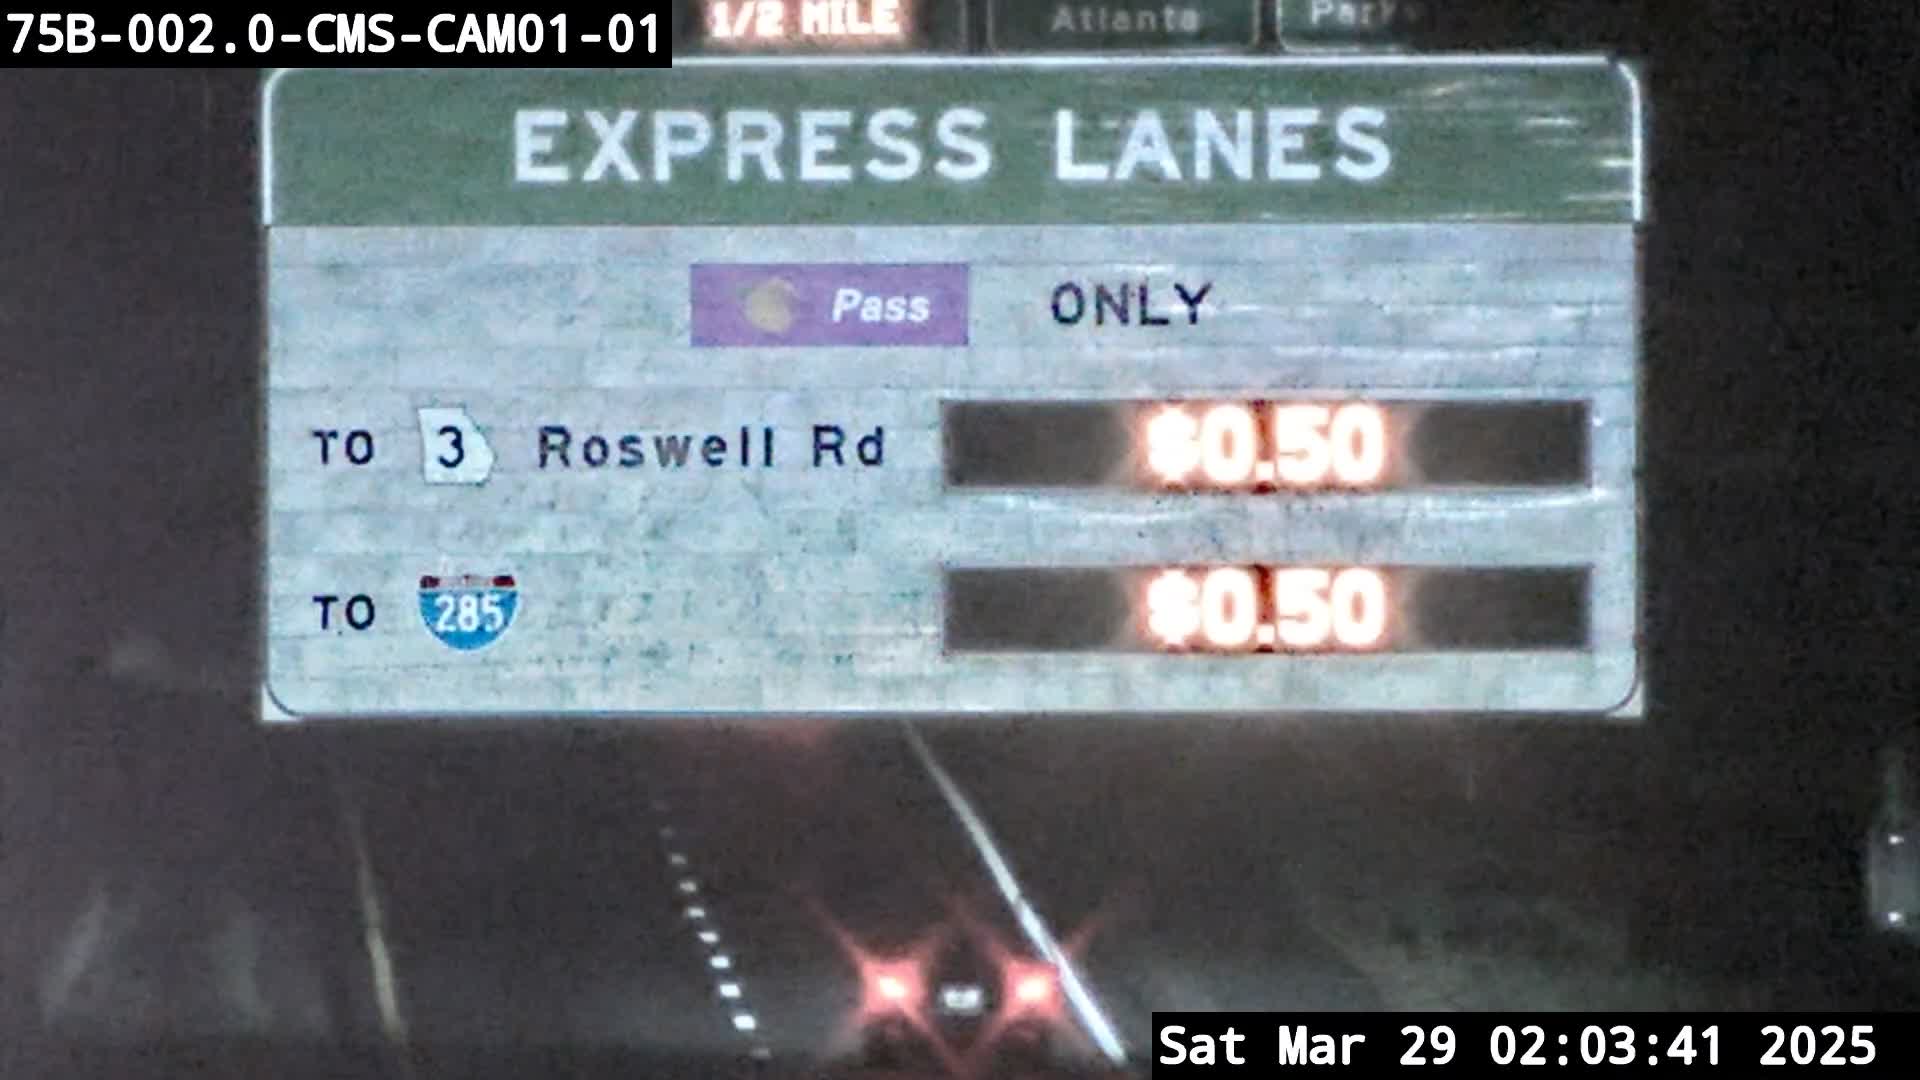 75B-002.0-CMS-CAM01-01
1/2 MILE
Atlanta
EXPRESS LANES
Pass ONLY
TO 3 Roswell Rd $0.50
TO 285 $0.50
Sat Mar 29 02:03:41 2025